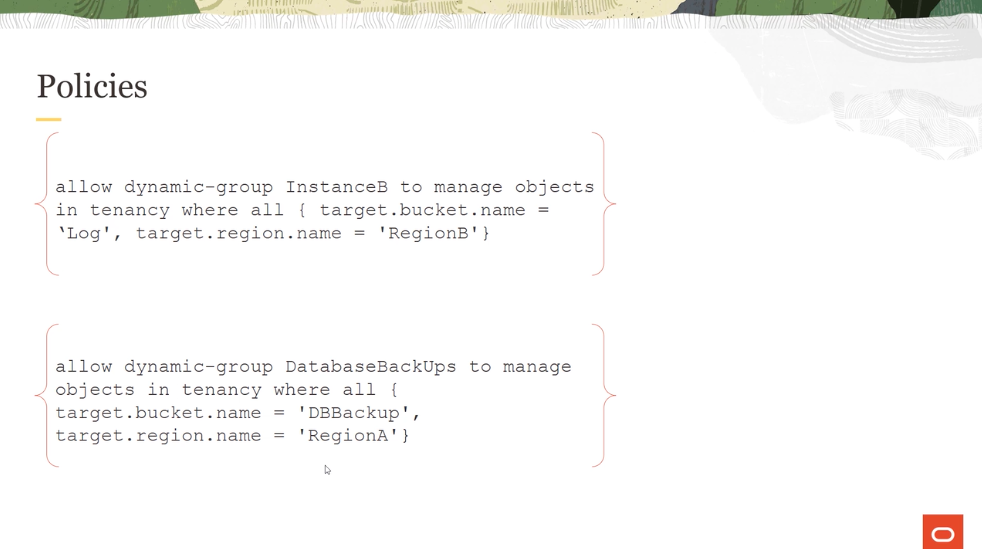 Policies
allow dynamic-group InstanceB to manage objects
in tenancy where all { target.bucket.name =
‘Log', target.region.name = 'RegionB'}
allow dynamic-group DatabaseBackUps to manage
objects in tenancy where all {
target.bucket.name = 'DBBackup',
target.region.name = 'RegionA'}